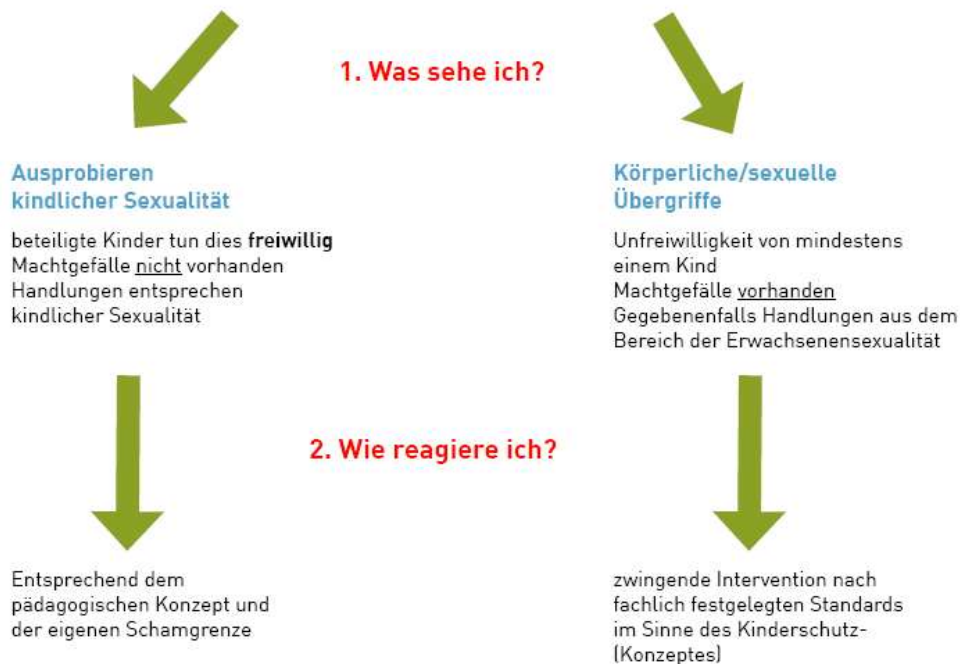 1. Was sehe ich?
Ausprobieren
kindlicher Sexualität
beteiligte Kinder tun dies freiwillig
Machtgefälle nicht vorhanden
Handlungen entsprechen
kindlicher Sexualität
Körperliche/sexuelle
Übergriffe
Unfreiwilligkeit von mindestens
einem Kind
Machtgefälle vorhanden
Gegebenenfalls Handlungen aus dem
Bereich der Erwachsenensexualität
2. Wie reagiere ich?
Entsprechend dem
pädagogischen Konzept und
der eigenen Schamgrenze
zwingende Intervention nach
fachlich festgelegten Standards
im Sinne des Kinderschutz-
(Konzeptes)